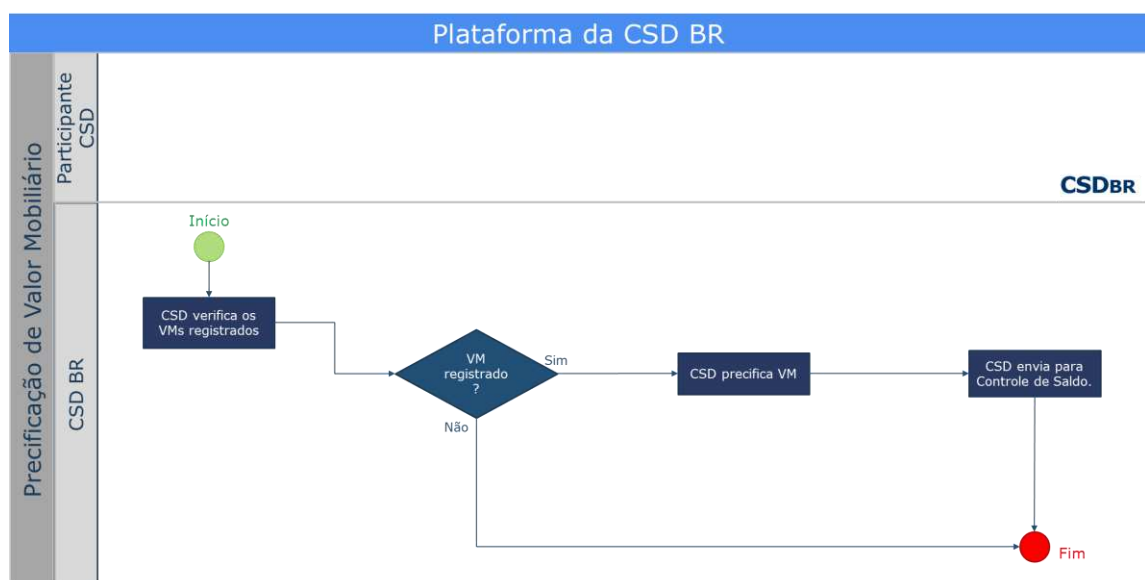 Plataforma da CSD BR
Precificação de Valor Mobiliário
Participante
CSD
CSDBR
CSD BR
Início
CSD verifica os
VMs registrados
VM
registrado
?
Sim
Não
CSD precifica VM
CSD envia para
Controle de Saldo.
Fim